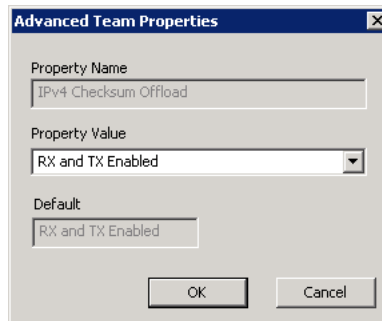 Advanced Team Properties
Property Name
IPv4 Checksum Offload
Property Value
RX and TX Enabled
Default
RX and TX Enabled
OK Cancel